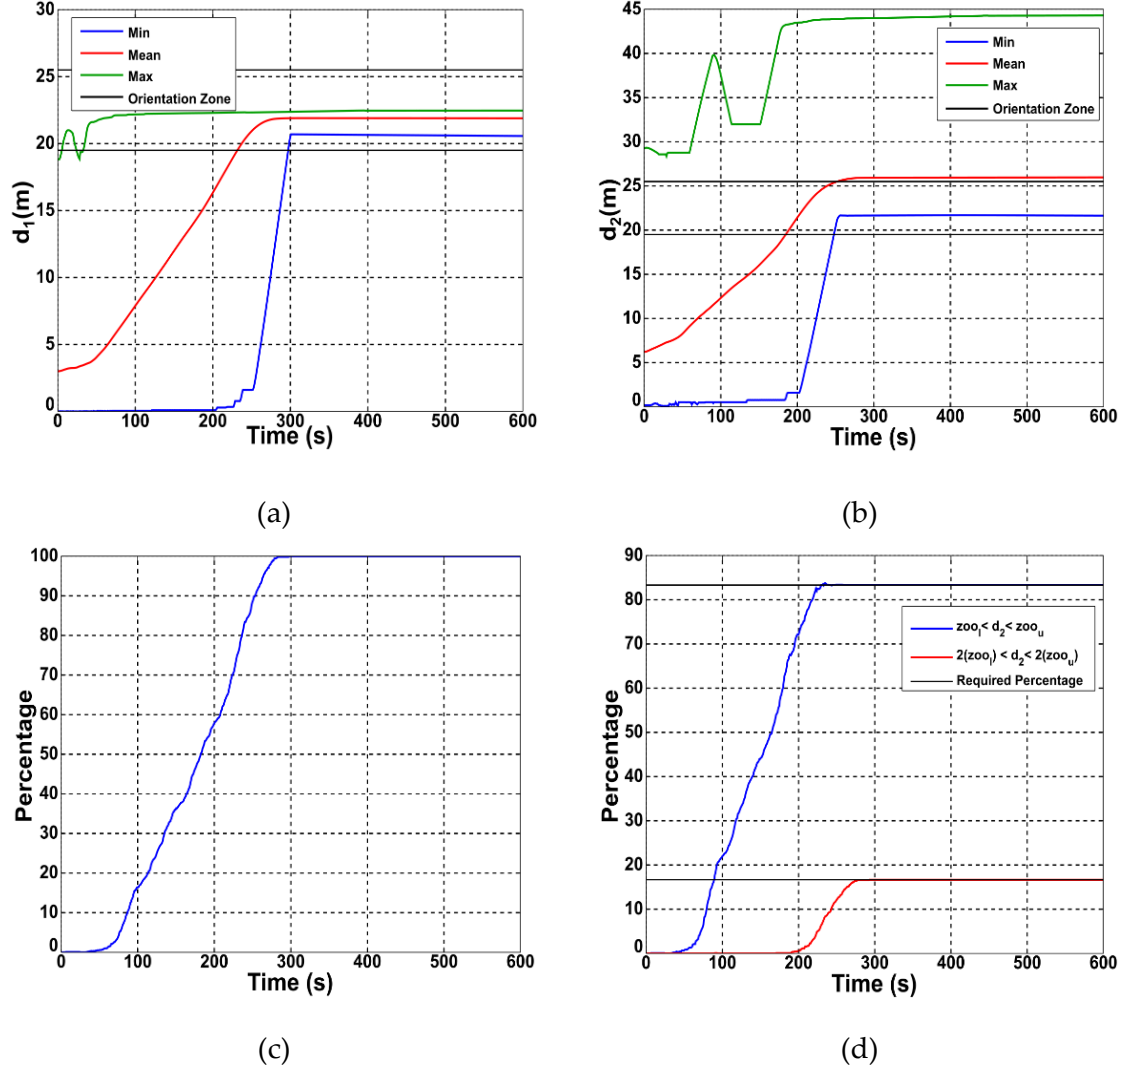 30
25
20
15
10
5
0
d1(m)
Min
Mean
Max
Orientation Zone
0 100 200 300 400 500 600
Time (s)
(a)
45
40
35
30
25
20
15
10
5
0
d2(m)
Min
Mean
Max
Orientation Zone
0 100 200 300 400 500 600
Time (s)
(b)
100
90
80
70
60
50
40
30
20
10
0
Percentage
0 100 200 300 400 500 600
Time (s)
(c)
90
80
70
60
50
40
30
20
10
0
Percentage
zoo_l< d_2< zoo_u
2(zoo_l) < d_2< 2(zoo_u)
Required Percentage
0 100 200 300 400 500 600
Time (s)
(d)